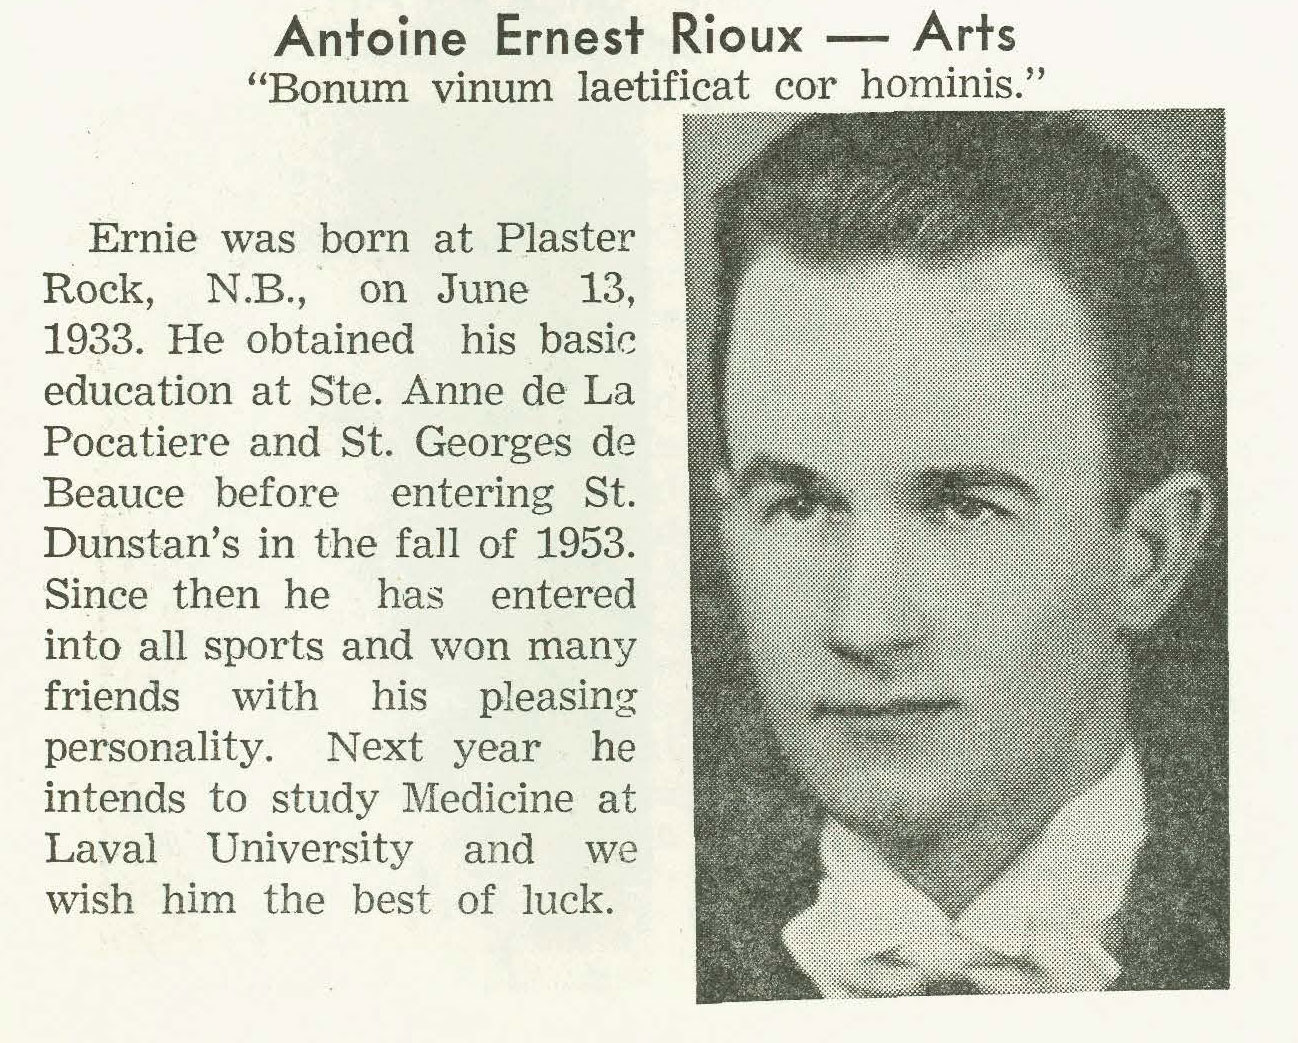 Antoine Ernest Rioux — Arts
“Bonum vinum laetificat cor hominis.”
Ernie was born at Plaster
Rock, N.B., on June 13,
1933. He obtained his basic
education at Ste. Anne de La
Pocatiere and St. Georges de
Beauce before entering St.
Dunstan’s in the fall of 1953.
Since then he has entered
into all sports and won many
friends with his pleasing
personality. Next year he
intends to study Medicine at
Laval University and we
wish him the best of luck.